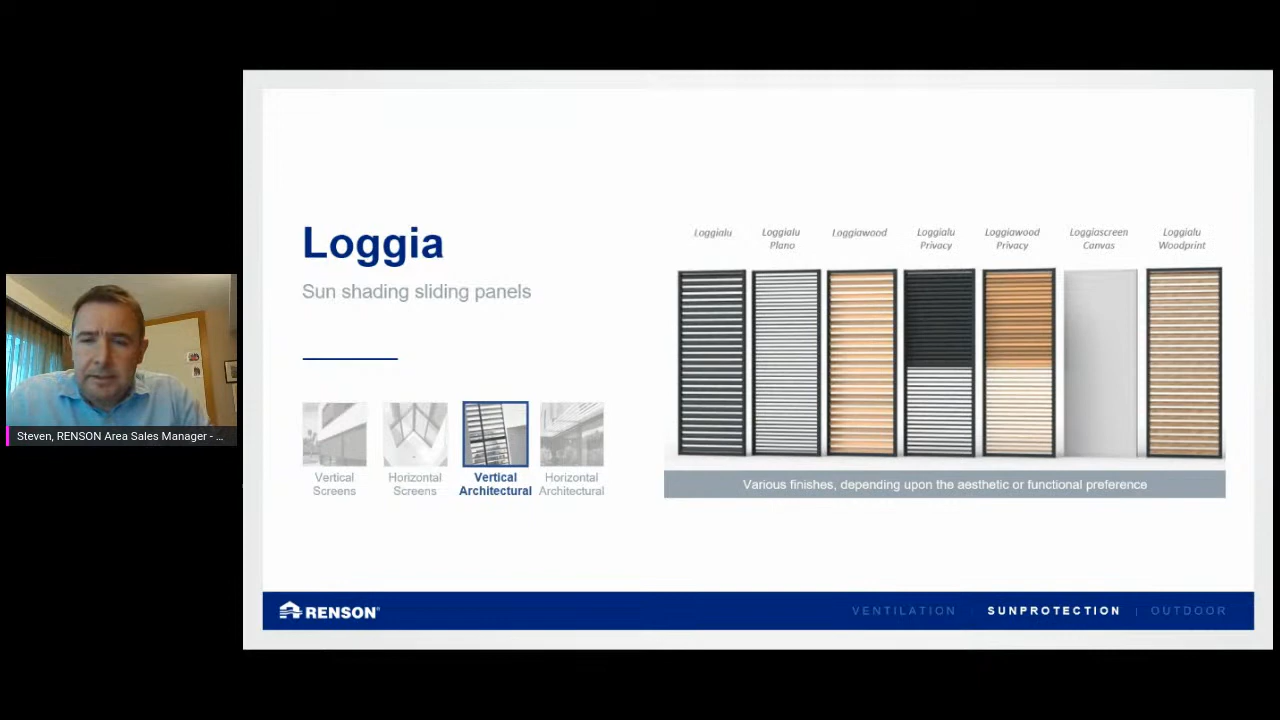 Loggia
Sun shading sliding panels
Vertical
Screens
Horizontal
Screens
Vertical
Architectural
Horizontal
Architectural
Loggialu
Loggialu
Plano
Loggiawood
Loggialu
Privacy
Loggiawood
Privacy
Loggiascreen
Canvas
Loggialu
Woodprint
Various finishes, depending upon the aesthetic or functional preference
Steven, RENSON Area Sales Manager - ...
RENSON®
VENTILATION | SUNPROTECTION | OUTDOOR